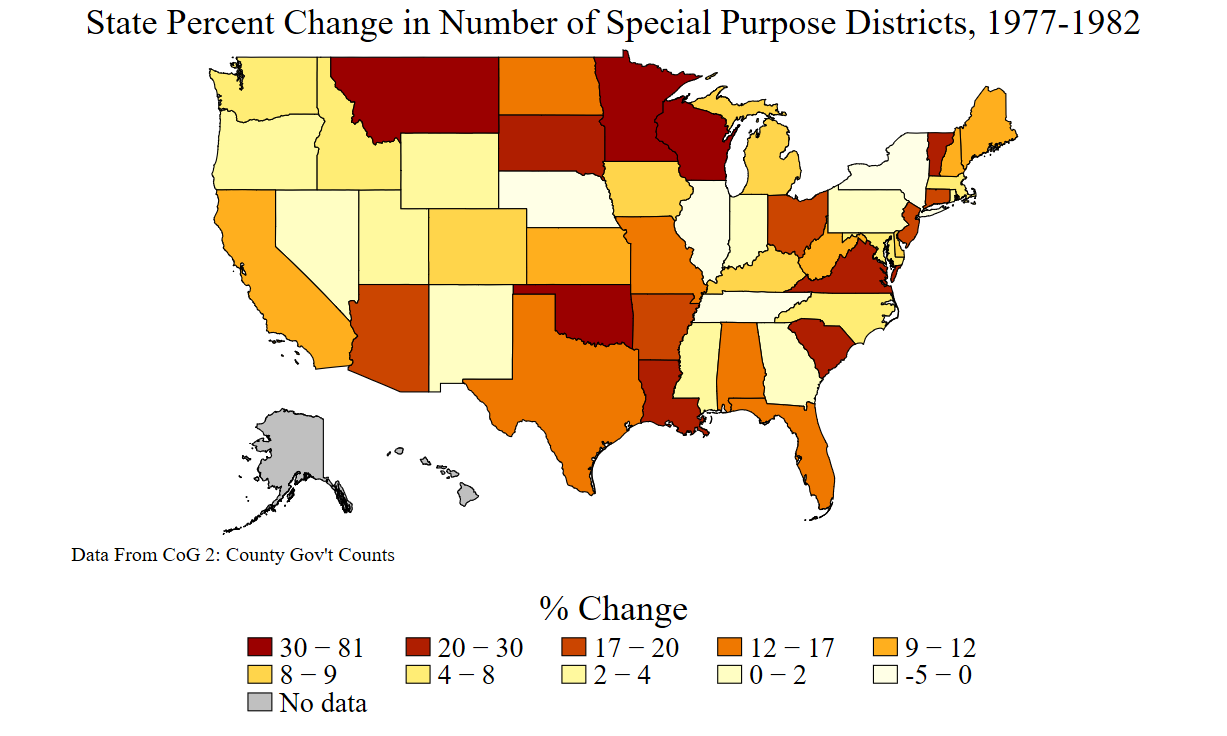 State Percent Change in Number of Special Purpose Districts, 1977-1982
Data From CoG 2: County Gov't Counts
% Change
30 − 81 20 − 30 17 − 20 12 − 17 9 − 12
8 − 9 4 − 8 2 − 4 0 − 2 -5 − 0
No data